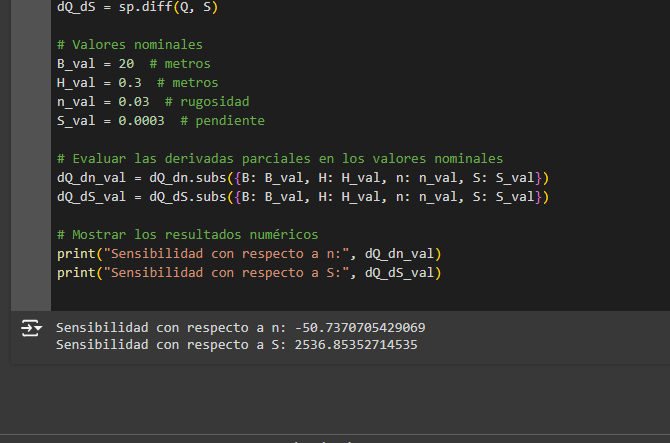 dQ_dS = sp.diff(Q, S)
# Valores nominales
B_val = 20  # metros
H_val = 0.3  # metros
n_val = 0.03  # rugosidad
S_val = 0.0003  # pendiente
# Evaluar las derivadas parciales en los valores nominales
dQ_dn_val = dQ_dn.subs({B: B_val, H: H_val, n: n_val, S: S_val})
dQ_dS_val = dQ_dS.subs({B: B_val, H: H_val, n: n_val, S: S_val})
# Mostrar los resultados numéricos
print("Sensibilidad con respecto a n:", dQ_dn_val)
print("Sensibilidad con respecto a S:", dQ_dS_val)
Sensibilidad con respecto a n: -50.7370705429069
Sensibilidad con respecto a S: 2536.85352714535